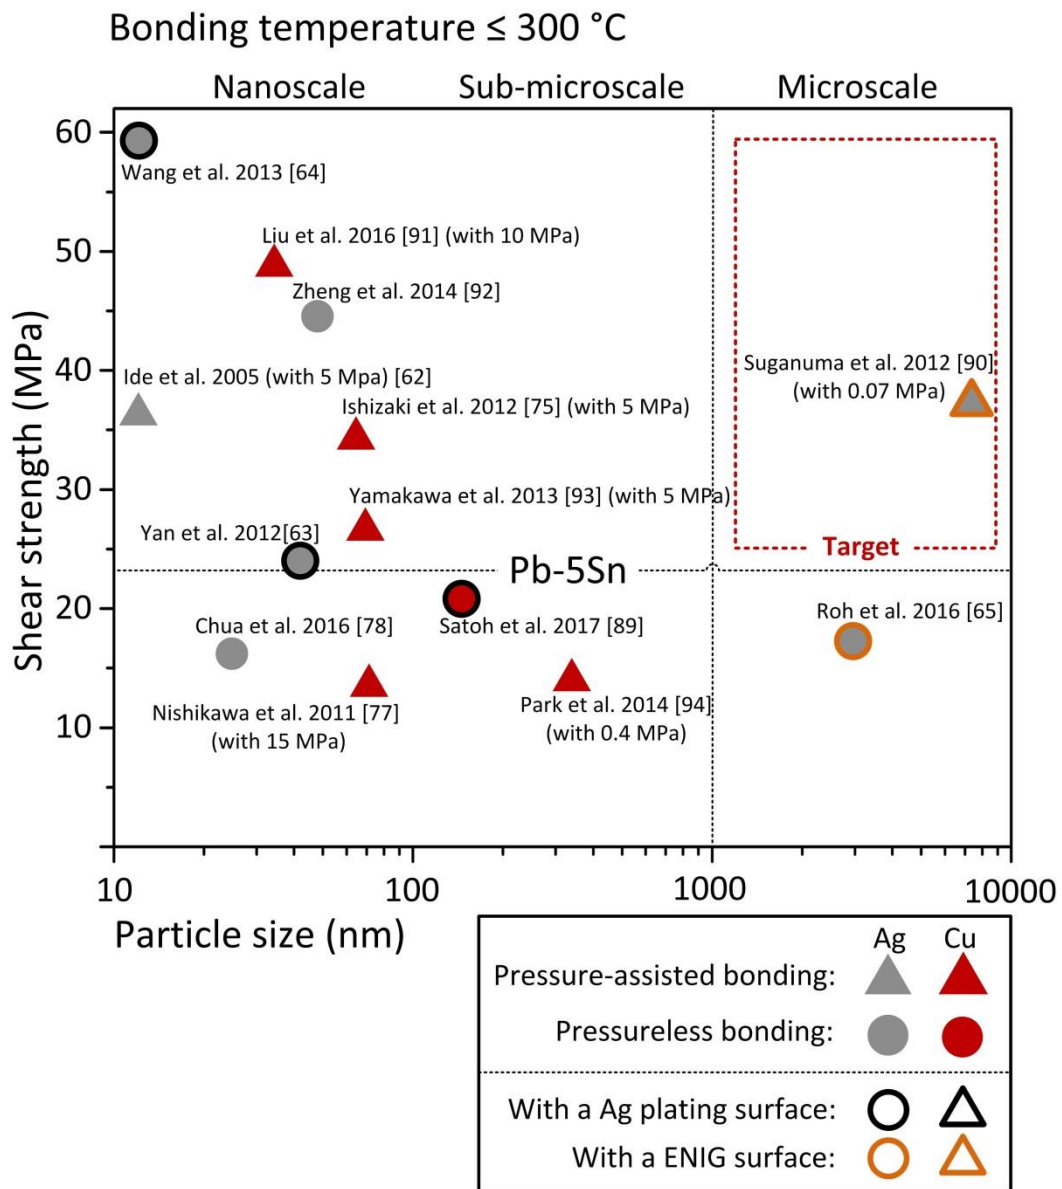 Bonding temperature ≤ 300 °C
Nanoscale
Sub-microscale
Microscale
60
50
40
30
20
10
Shear strength (MPa)
Wang et al. 2013 [64]
Liu et al. 2016 [91] (with 10 MPa)
Zheng et al. 2014 [92]
Ide et al. 2005 (with 5 Mpa) [62]
Ishizaki et al. 2012 [75] (with 5 MPa)
Suganuma et al. 2012 [90]
(with 0.07 MPa)
Yamakawa et al. 2013 [93] (with 5 MPa)
Yan et al. 2012[63]
Target
Pb-5Sn
Chua et al. 2016 [78]
Satoh et al. 2017 [89]
Roh et al. 2016 [65]
Nishikawa et al. 2011 [77]
(with 15 MPa)
Park et al. 2014 [94]
(with 0.4 MPa)
10
100
1000
10000
Particle size (nm)
Ag
Cu
Pressure-assisted bonding:
Pressureless bonding:
With a Ag plating surface:
With a ENIG surface: